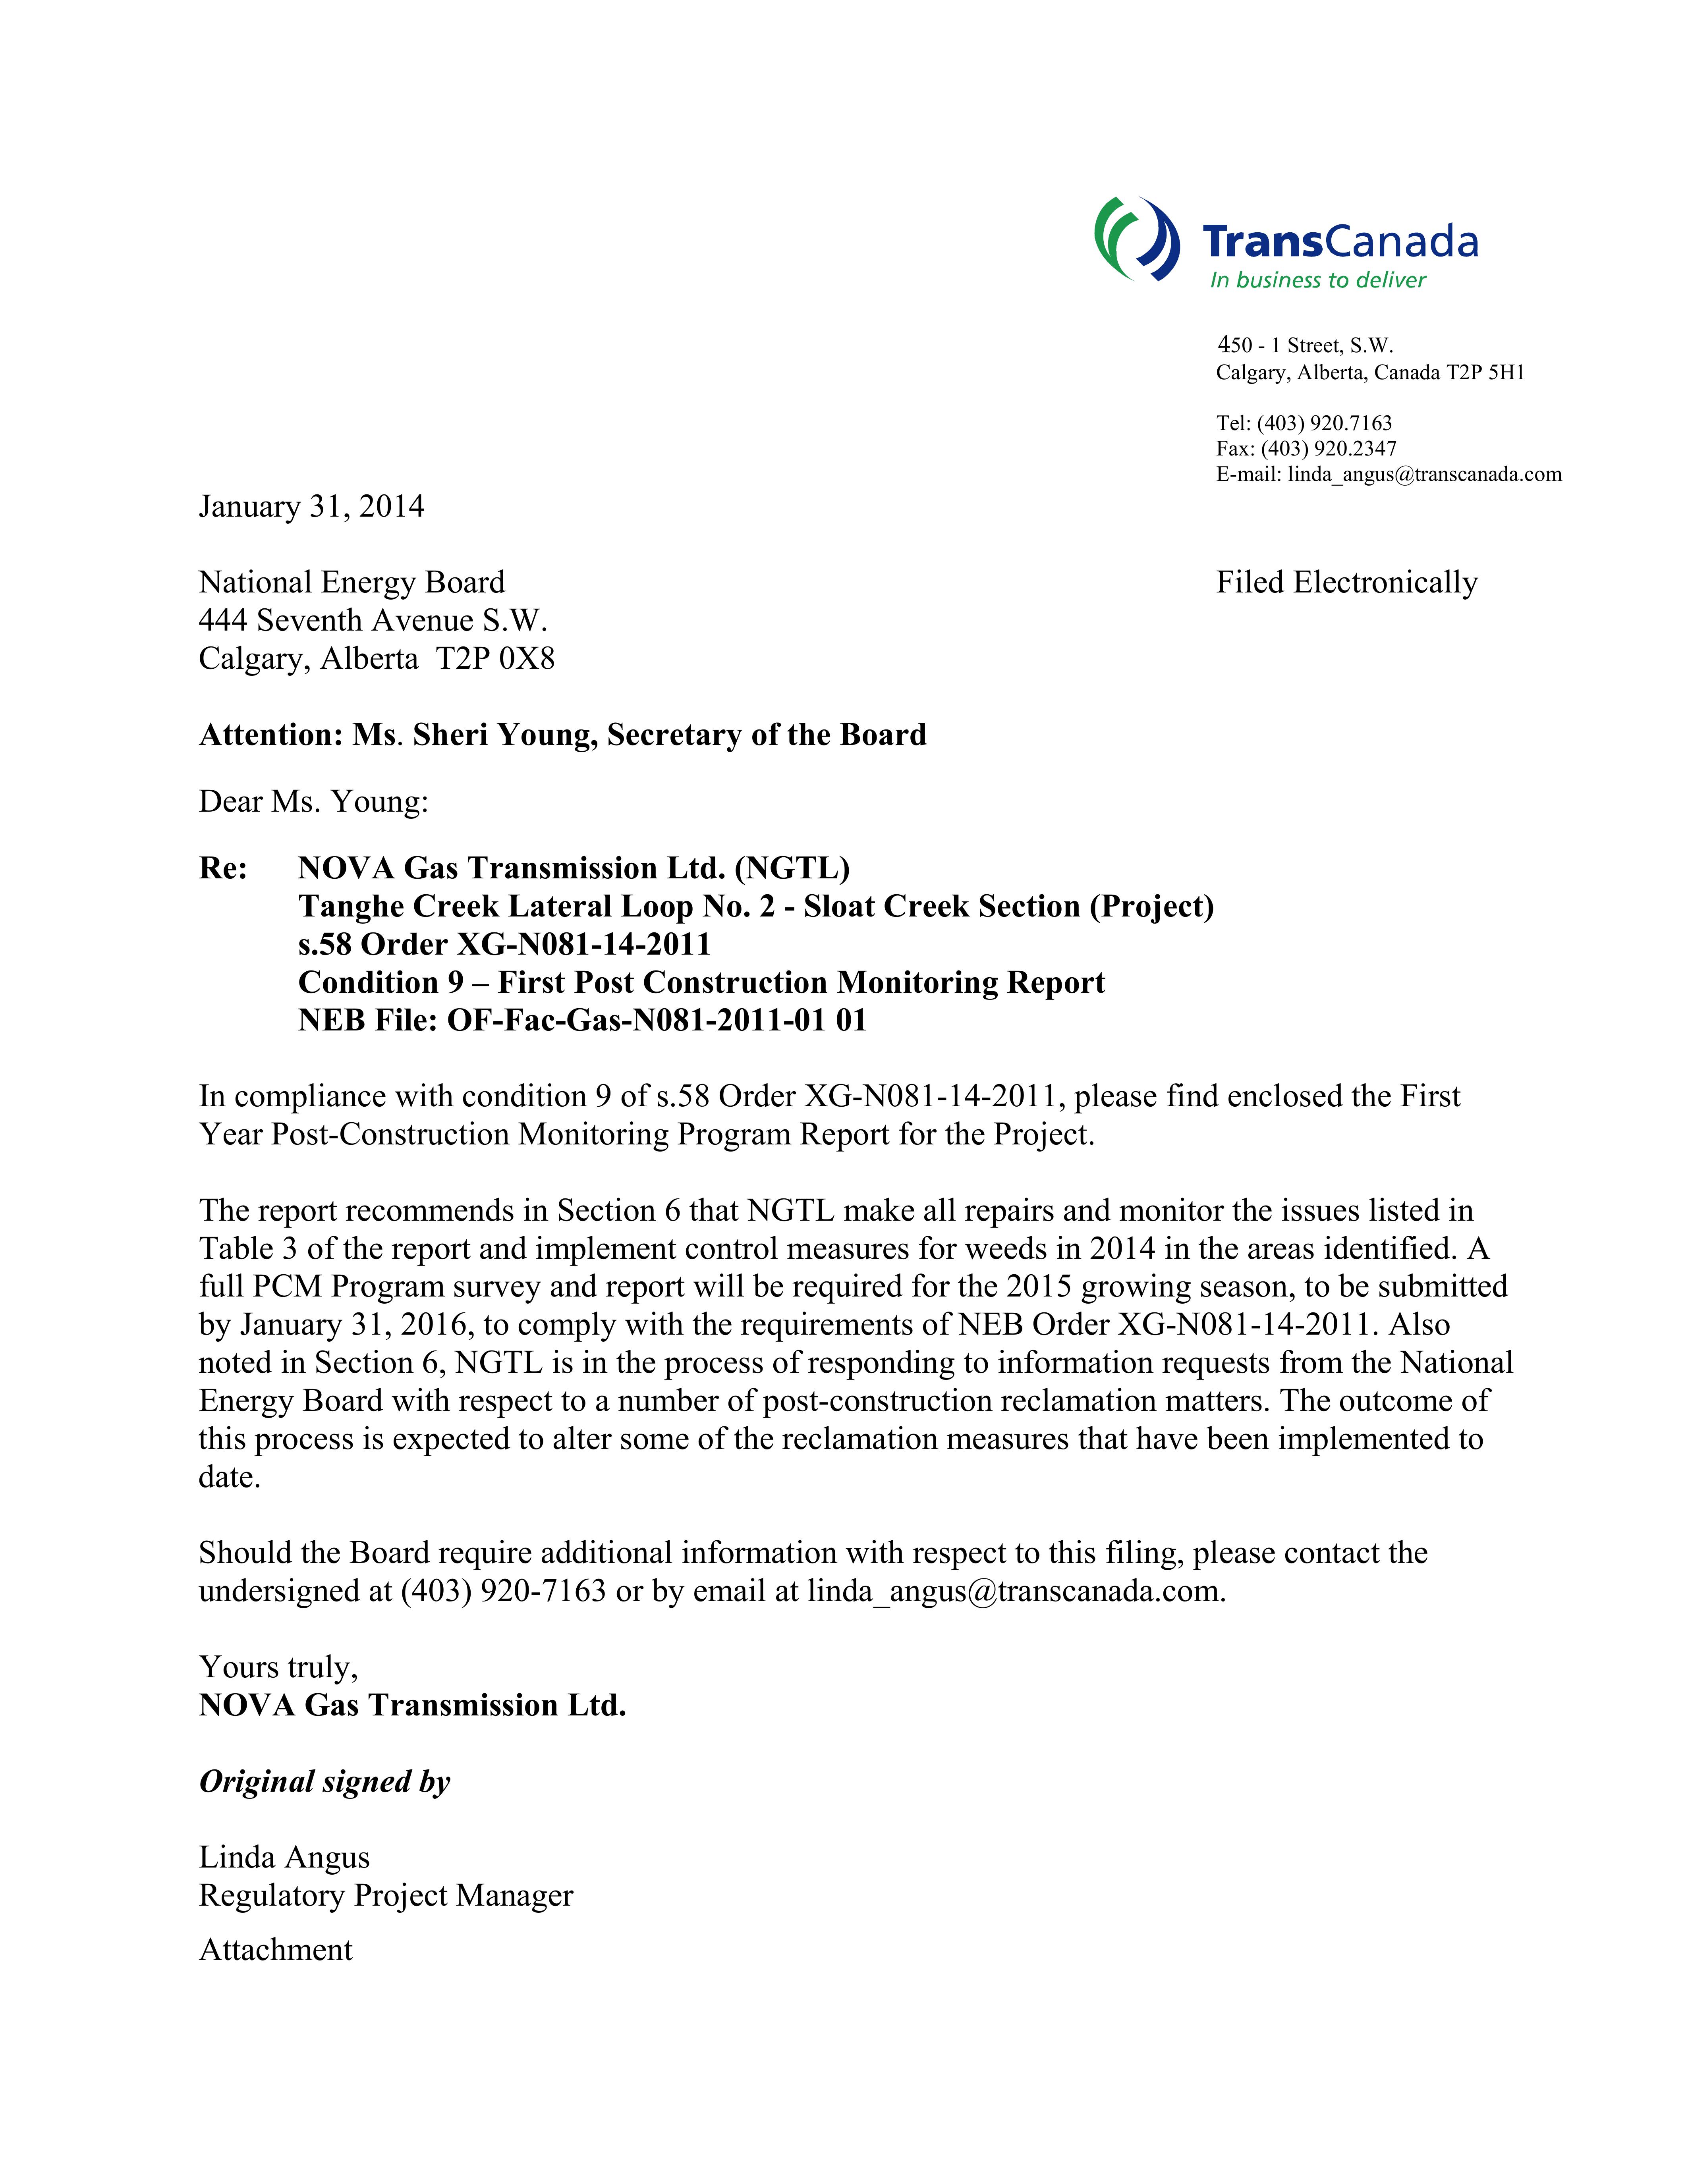 TransCanada
In business to deliver
450 - 1 Street, S.W.
Calgary, Alberta, Canada T2P 5H1
Tel: (403) 920.7163
Fax: (403) 920.2347
E-mail: linda_angus@transcanada.com
January 31, 2014
National Energy Board
Filed Electronically
444 Seventh Avenue S.W.
Calgary, Alberta  T2P 0X8
Attention: Ms. Sheri Young, Secretary of the Board
Dear Ms. Young:
Re: NOVA Gas Transmission Ltd. (NGTL)
Tanghe Creek Lateral Loop No. 2 - Sloat Creek Section (Project)
s.58 Order XG-N081-14-2011
Condition 9 – First Post Construction Monitoring Report
NEB File: OF-Fac-Gas-N081-2011-01 01
In compliance with condition 9 of s.58 Order XG-N081-14-2011, please find enclosed the First
Year Post-Construction Monitoring Program Report for the Project.
The report recommends in Section 6 that NGTL make all repairs and monitor the issues listed in
Table 3 of the report and implement control measures for weeds in 2014 in the areas identified. A
full PCM Program survey and report will be required for the 2015 growing season, to be submitted
by January 31, 2016, to comply with the requirements of NEB Order XG-N081-14-2011. Also
noted in Section 6, NGTL is in the process of responding to information requests from the National
Energy Board with respect to a number of post-construction reclamation matters. The outcome of
this process is expected to alter some of the reclamation measures that have been implemented to
date.
Should the Board require additional information with respect to this filing, please contact the
undersigned at (403) 920-7163 or by email at linda_angus@transcanada.com.
Yours truly,
NOVA Gas Transmission Ltd.
Original signed by
Linda Angus
Regulatory Project Manager
Attachment